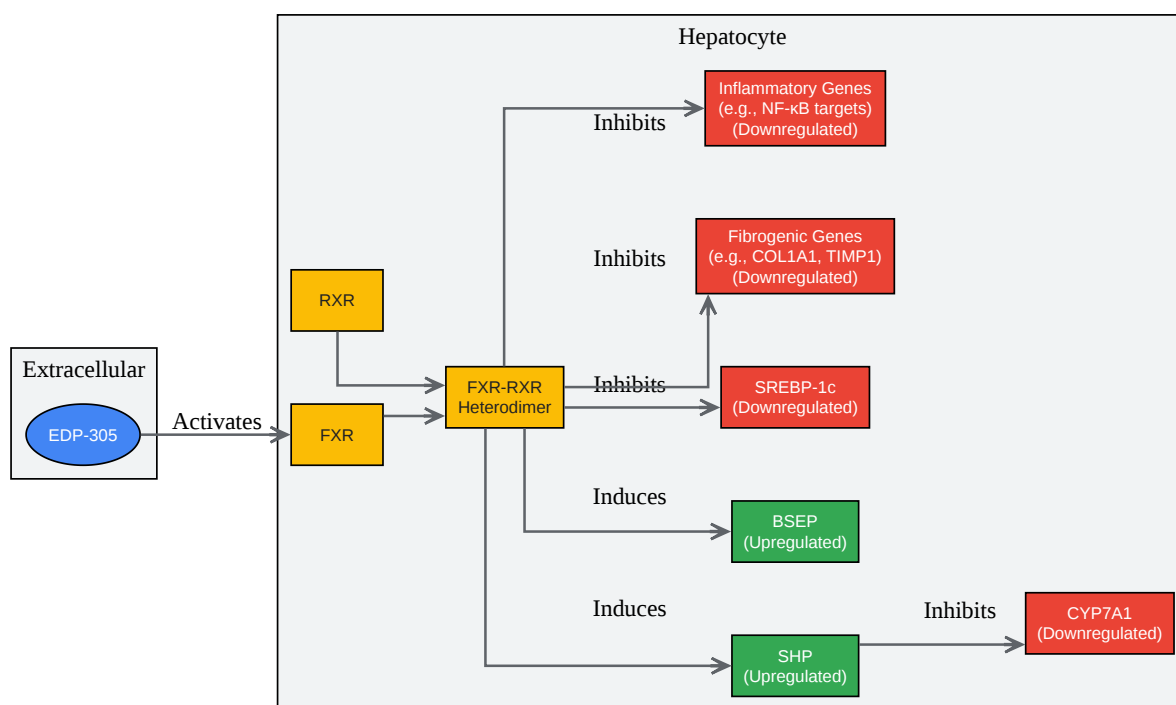 Hepatocyte
Inflammatory Genes
(e.g., NF-κB targets)
(Downregulated)
Inhibits
Fibrogenic Genes
(e.g., COL1A1, TIMP1)
(Downregulated)
Inhibits
RXR
Extracellular
EDP-305
Activates
FXR
FXR-RXR
Heterodimer
Inhibits
SREBP-1c
(Downregulated)
Induces
BSEP
(Upregulated)
Induces
SHP
(Upregulated)
Inhibits
CYP7A1
(Downregulated)